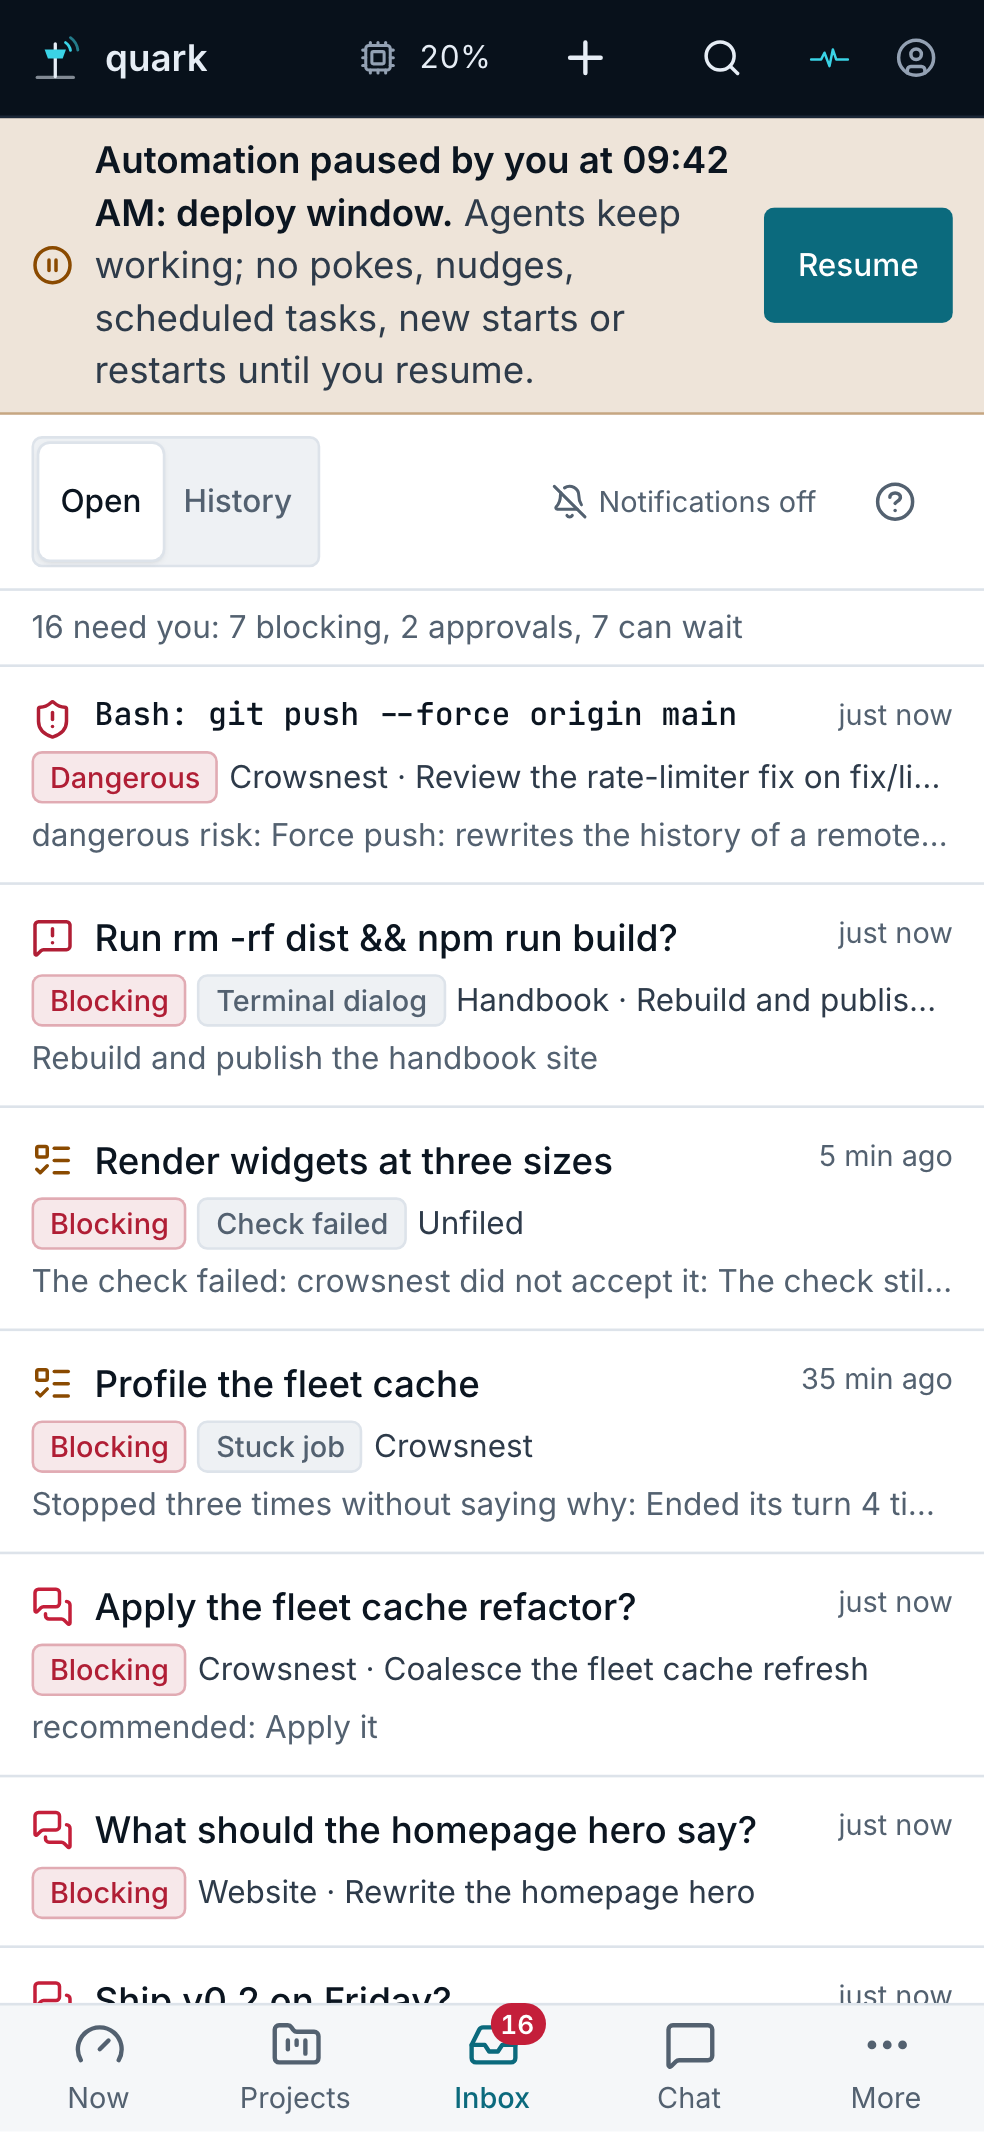 quark 20%
Automation paused by you at 09:42
AM: deploy window. Agents keep
working; no pokes, nudges,
scheduled tasks, new starts or
restarts until you resume.
Resume
Open History Notifications off
16 need you: 7 blocking, 2 approvals, 7 can wait
Bash: git push --force origin main just now
Dangerous Crowsnest · Review the rate-limiter fix on fix/li...
dangerous risk: Force push: rewrites the history of a remote...
Run rm -rf dist && npm run build? just now
Blocking Terminal dialog Handbook · Rebuild and publis...
Rebuild and publish the handbook site
Render widgets at three sizes 5 min ago
Blocking Check failed Unfiled
The check failed: crowsnest did not accept it: The check stil...
Profile the fleet cache 35 min ago
Blocking Stuck job Crowsnest
Stopped three times without saying why: Ended its turn 4 ti...
Apply the fleet cache refactor? just now
Blocking Crowsnest · Coalesce the fleet cache refresh
recommended: Apply it
What should the homepage hero say? just now
Blocking Website · Rewrite the homepage hero
Ship v0.2 on Friday? just now
16
Now Projects Inbox Chat More